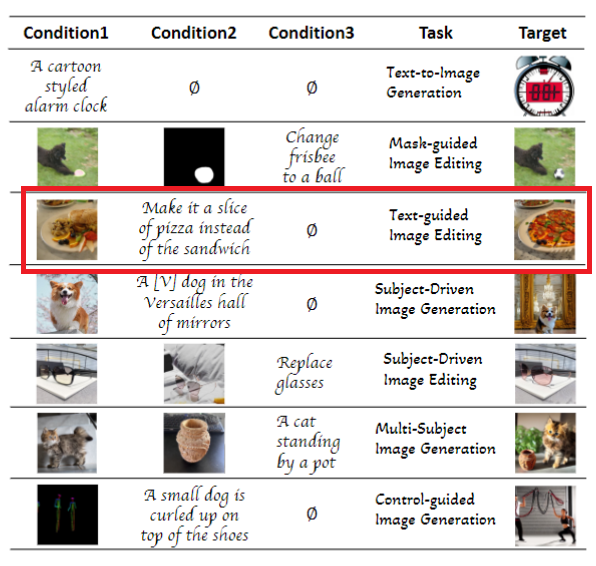 Condition1 Condition2 Condition3 Task Target
A cartoon
styled
alarm clock
∅
∅
Text-to-Image
Generation
Change
frisbee
to a ball
Mask-guided
Image Editing
Make it a slice
of pizza instead
of the sandwich
∅
Text-guided
Image Editing
A [V] dog in the
Versailles hall
of mirrors
∅
Subject-Driven
Image Generation
Replace
glasses
Subject-Driven
Image Editing
A cat
standing
by a pot
Multi-Subject
Image Generation
A small dog is
curled up on
top of the shoes
∅
Control-guided
Image Generation